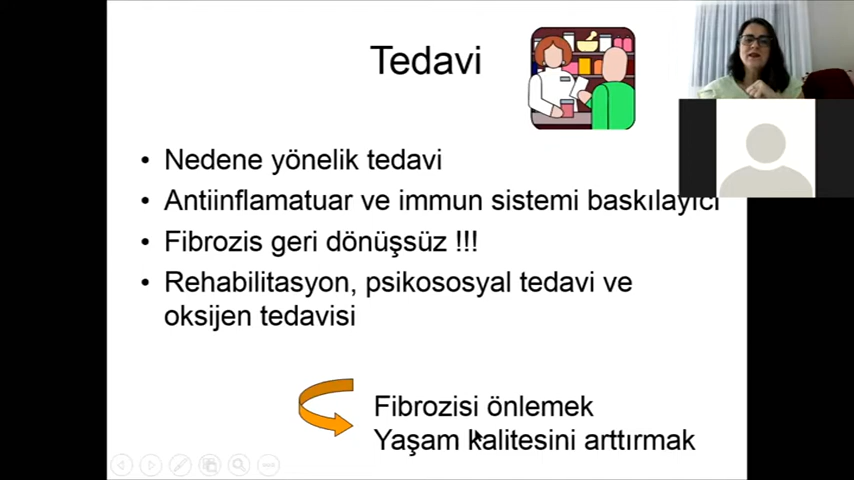 Tedavi
• Nedene yönelik tedavi
• Antiinflamatuar ve immun sistemi baskılayıcı
• Fibrozis geri dönüşsüz !!!
• Rehabilitasyon, psikososyal tedavi ve
oksijen tedavisi
Fibrozisi önlemek
Yaşam kalitesini arttırmak